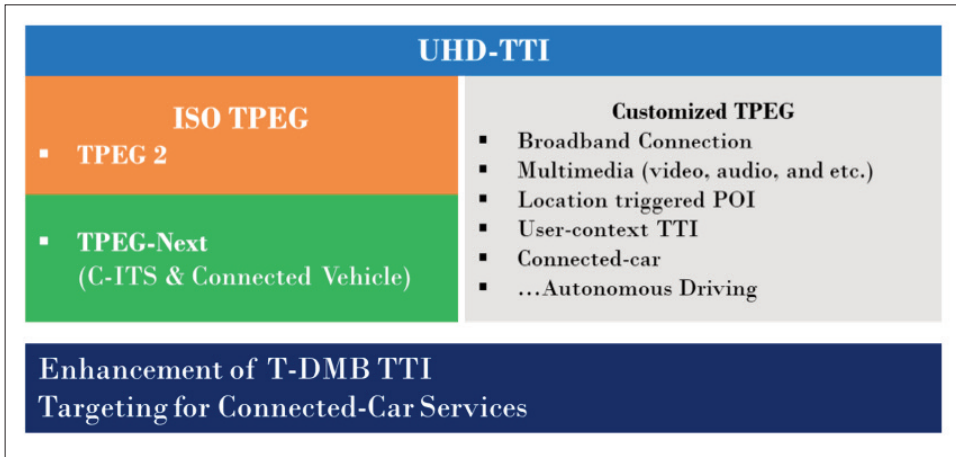 UHD-TTI
ISO TPEG
▪ TPEG 2
▪ TPEG-Next
(C-ITS & Connected Vehicle)
Customized TPEG
▪ Broadband Connection
▪ Multimedia (video, audio, and etc.)
▪ Location triggered POI
▪ User-context TTI
▪ Connected-car
▪ ...Autonomous Driving
Enhancement of T-DMB TTI
Targeting for Connected-Car Services